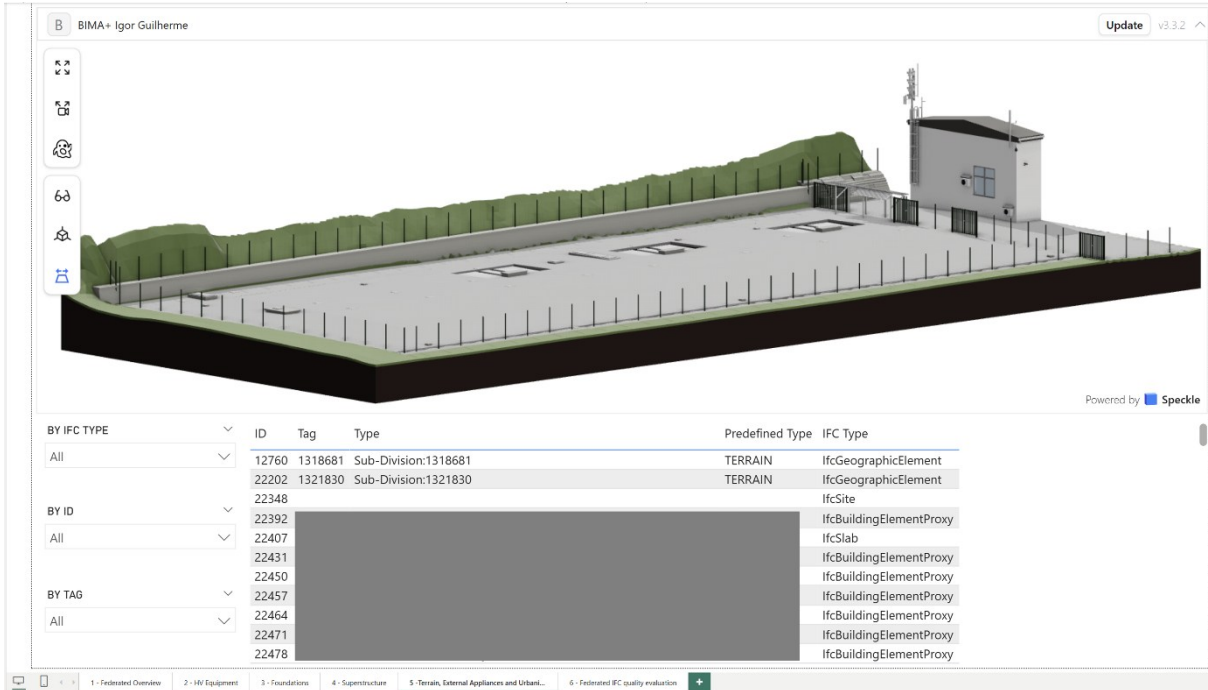 B BIMA+ Igor Guilherme Update v3.3.2
Powered by Speckle
BY IFC TYPE
All
BY ID
All
BY TAG
All
ID Tag Type Predefined Type IFC Type
12760 1318681 Sub-Division:1318681 TERRAIN IfcGeographicElement
22202 1321830 Sub-Division:1321830 TERRAIN IfcGeographicElement
22348 IfcSite
22392 IfcBuildingElementProxy
22407 IfcSlab
22431 IfcBuildingElementProxy
22450 IfcBuildingElementProxy
22457 IfcBuildingElementProxy
22464 IfcBuildingElementProxy
22471 IfcBuildingElementProxy
22478 IfcBuildingElementProxy
1 - Federated Overview 2 - HV Equipment 3 - Foundations 4 - Superstructure 5 -Terrain, External Appliances and Urbani... 6 - Federated IFC quality evaluation +